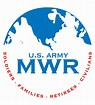 U.S. ARMY
MWR
SOLDIERS • FAMILIES • RETIREES • CIVILIANS